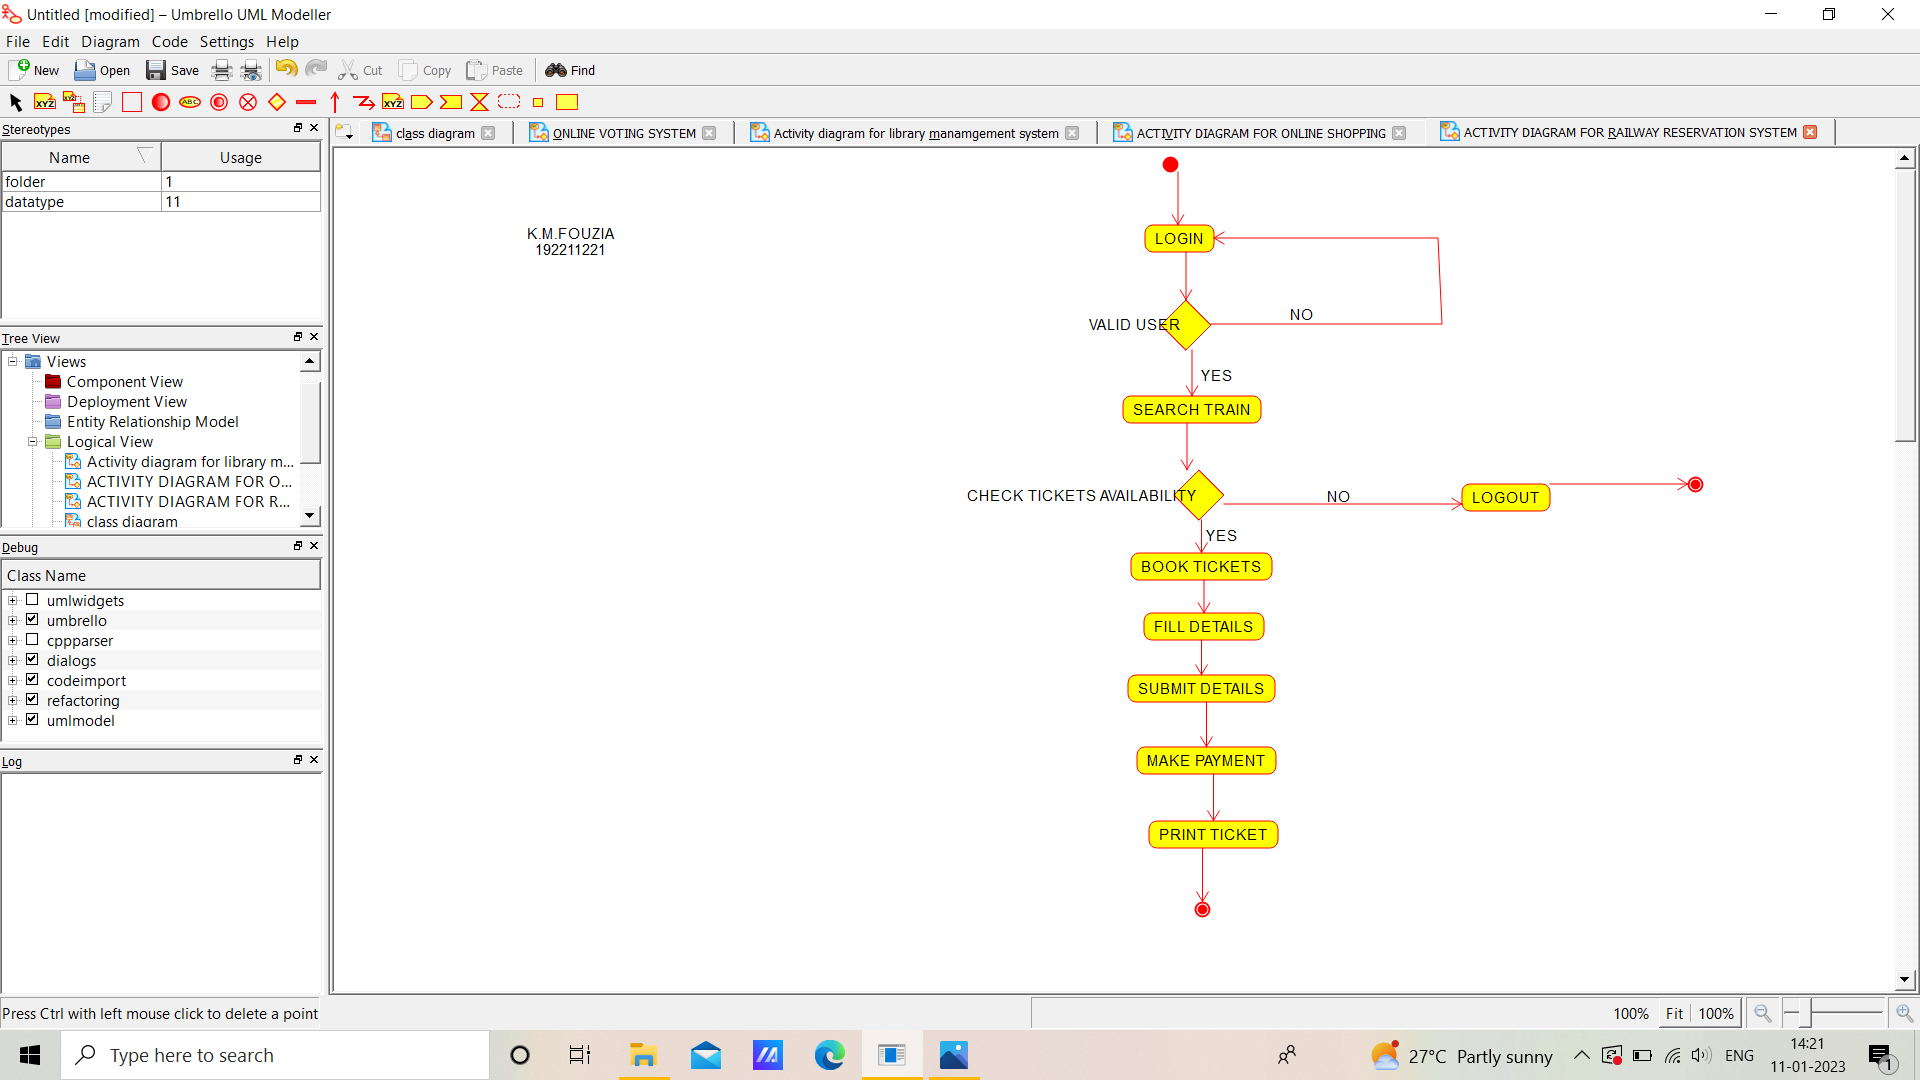 Untitled [modified] – Umbrello UML Modeller
File Edit Diagram Code Settings Help
New Open Save Cut Copy Paste Find
XYZ XYZ ABC XYZ
Stereotypes
Name Usage
folder 1
datatype 11
Tree View
Views
Component View
Deployment View
Entity Relationship Model
Logical View
Activity diagram for library m...
ACTIVITY DIAGRAM FOR O...
ACTIVITY DIAGRAM FOR R...
class diagram
Debug
Class Name
umlwidgets
umbrello
cppparser
dialogs
codeimport
refactoring
umlmodel
Log
class diagram ONLINE VOTING SYSTEM Activity diagram for library manamgement system ACTIVITY DIAGRAM FOR ONLINE SHOPPING ACTIVITY DIAGRAM FOR RAILWAY RESERVATION SYSTEM
K.M.FOUZIA
192211221
LOGIN
VALID USER
NO
YES
SEARCH TRAIN
CHECK TICKETS AVAILABILITY
NO
LOGOUT
YES
BOOK TICKETS
FILL DETAILS
SUBMIT DETAILS
MAKE PAYMENT
PRINT TICKET
Press Ctrl with left mouse click to delete a point
100% Fit 100%
Type here to search
27°C Partly sunny
ENG
14:21
11-01-2023
1